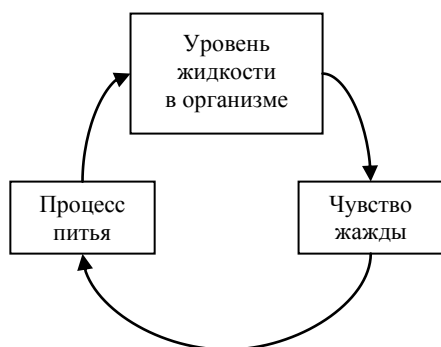 Уровень
жидкости
в организме
Процесс
питья
Чувство
жажды